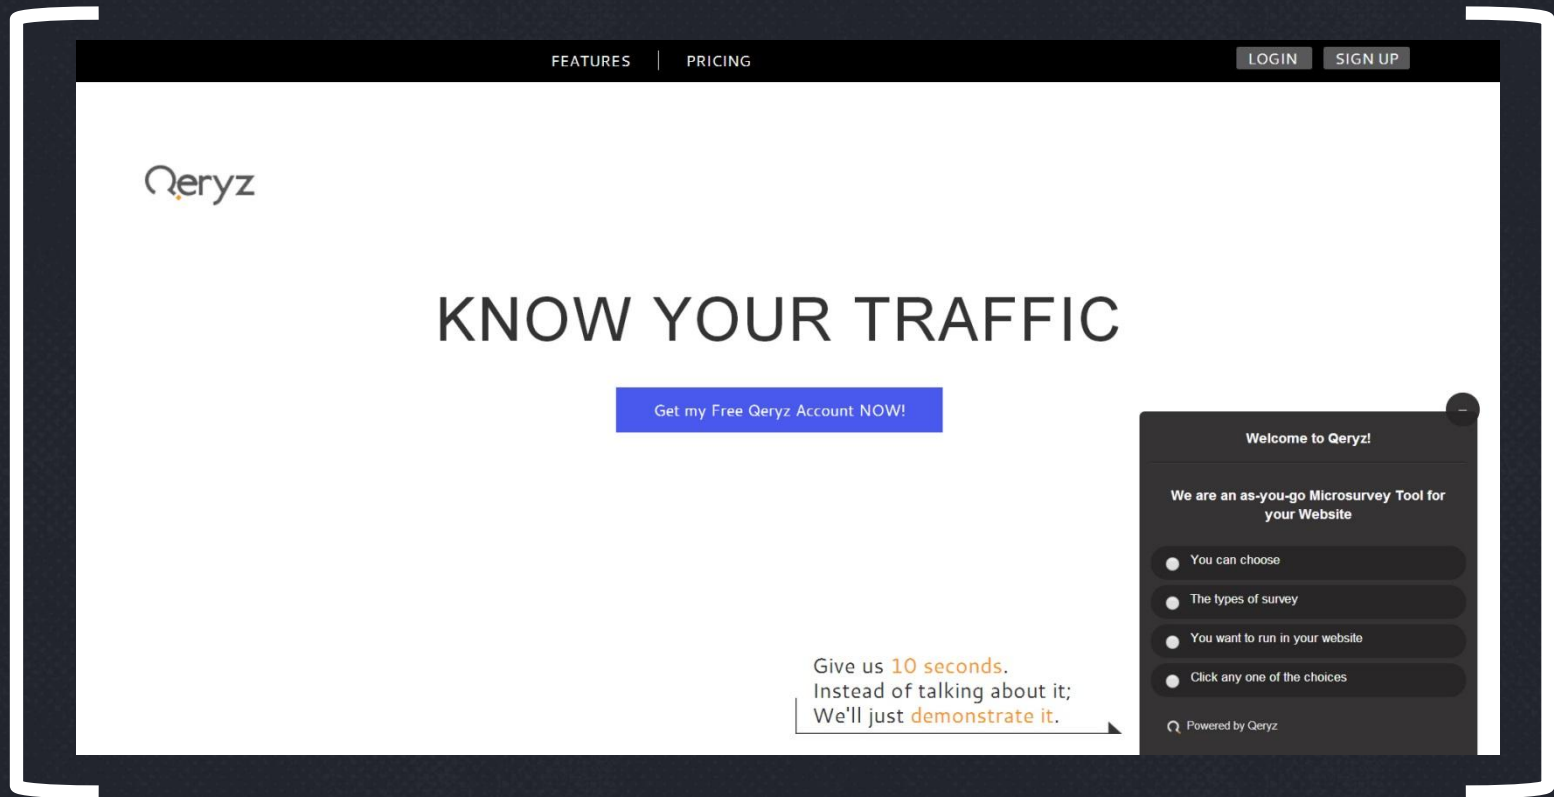 FEATURES
PRICING
LOGIN
SIGN UP
Qeryz
KNOW YOUR TRAFFIC
Get my Free Qeryz Account NOW!
Give us 10 seconds.
Instead of talking about it;
We'll just demonstrate it.
Welcome to Qeryz!
We are an as-you-go Microsurvey Tool for
your Website
You can choose
The types of survey
You want to run in your website
Click any one of the choices
Powered by Qeryz